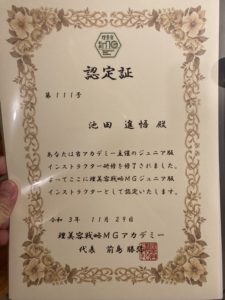 認定証
第111号
池田 進悟 殿
あなたは当アカデミー主催のジュニア版
インストラクター研修を修了されました。
よってここに理美容戦略MGジュニア版
インストラクターとして認定いたします。
令和 3年 11月 29日
理美容戦略MGアカデミー
代表 前島 勝